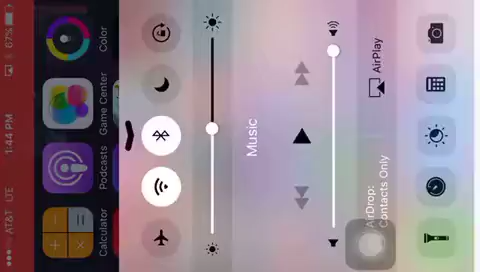 AT&T LTE 1:44 PM 67%
Calculator Podcasts Game Center Color
Music
AirDrop: AirPlay
Contacts Only